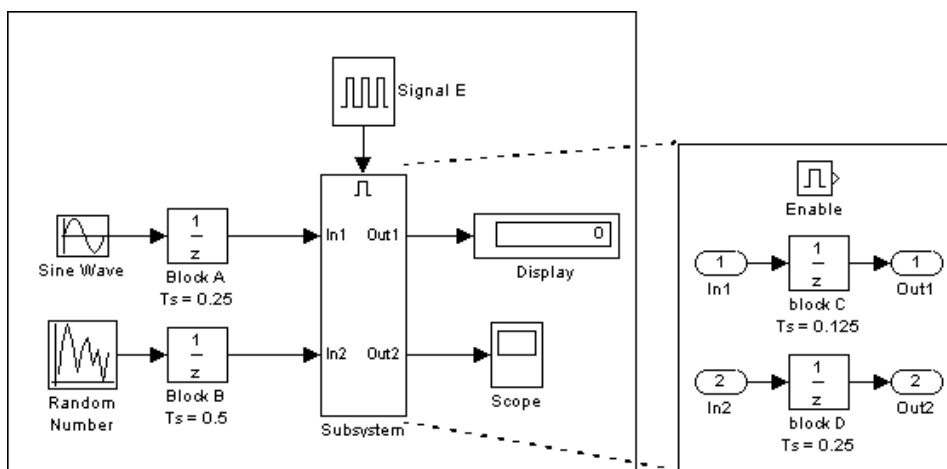 Signal E
Enable
1
z
In1
Out1
0
1
1
z
1
Sine Wave
Block A
Ts = 0.25
Display
In1
block C
Ts = 0.125
Out1
1
z
In2
Out2
2
1
z
2
Random
Number
Block B
Ts = 0.5
Subsystem
Scope
In2
block D
Ts = 0.25
Out2